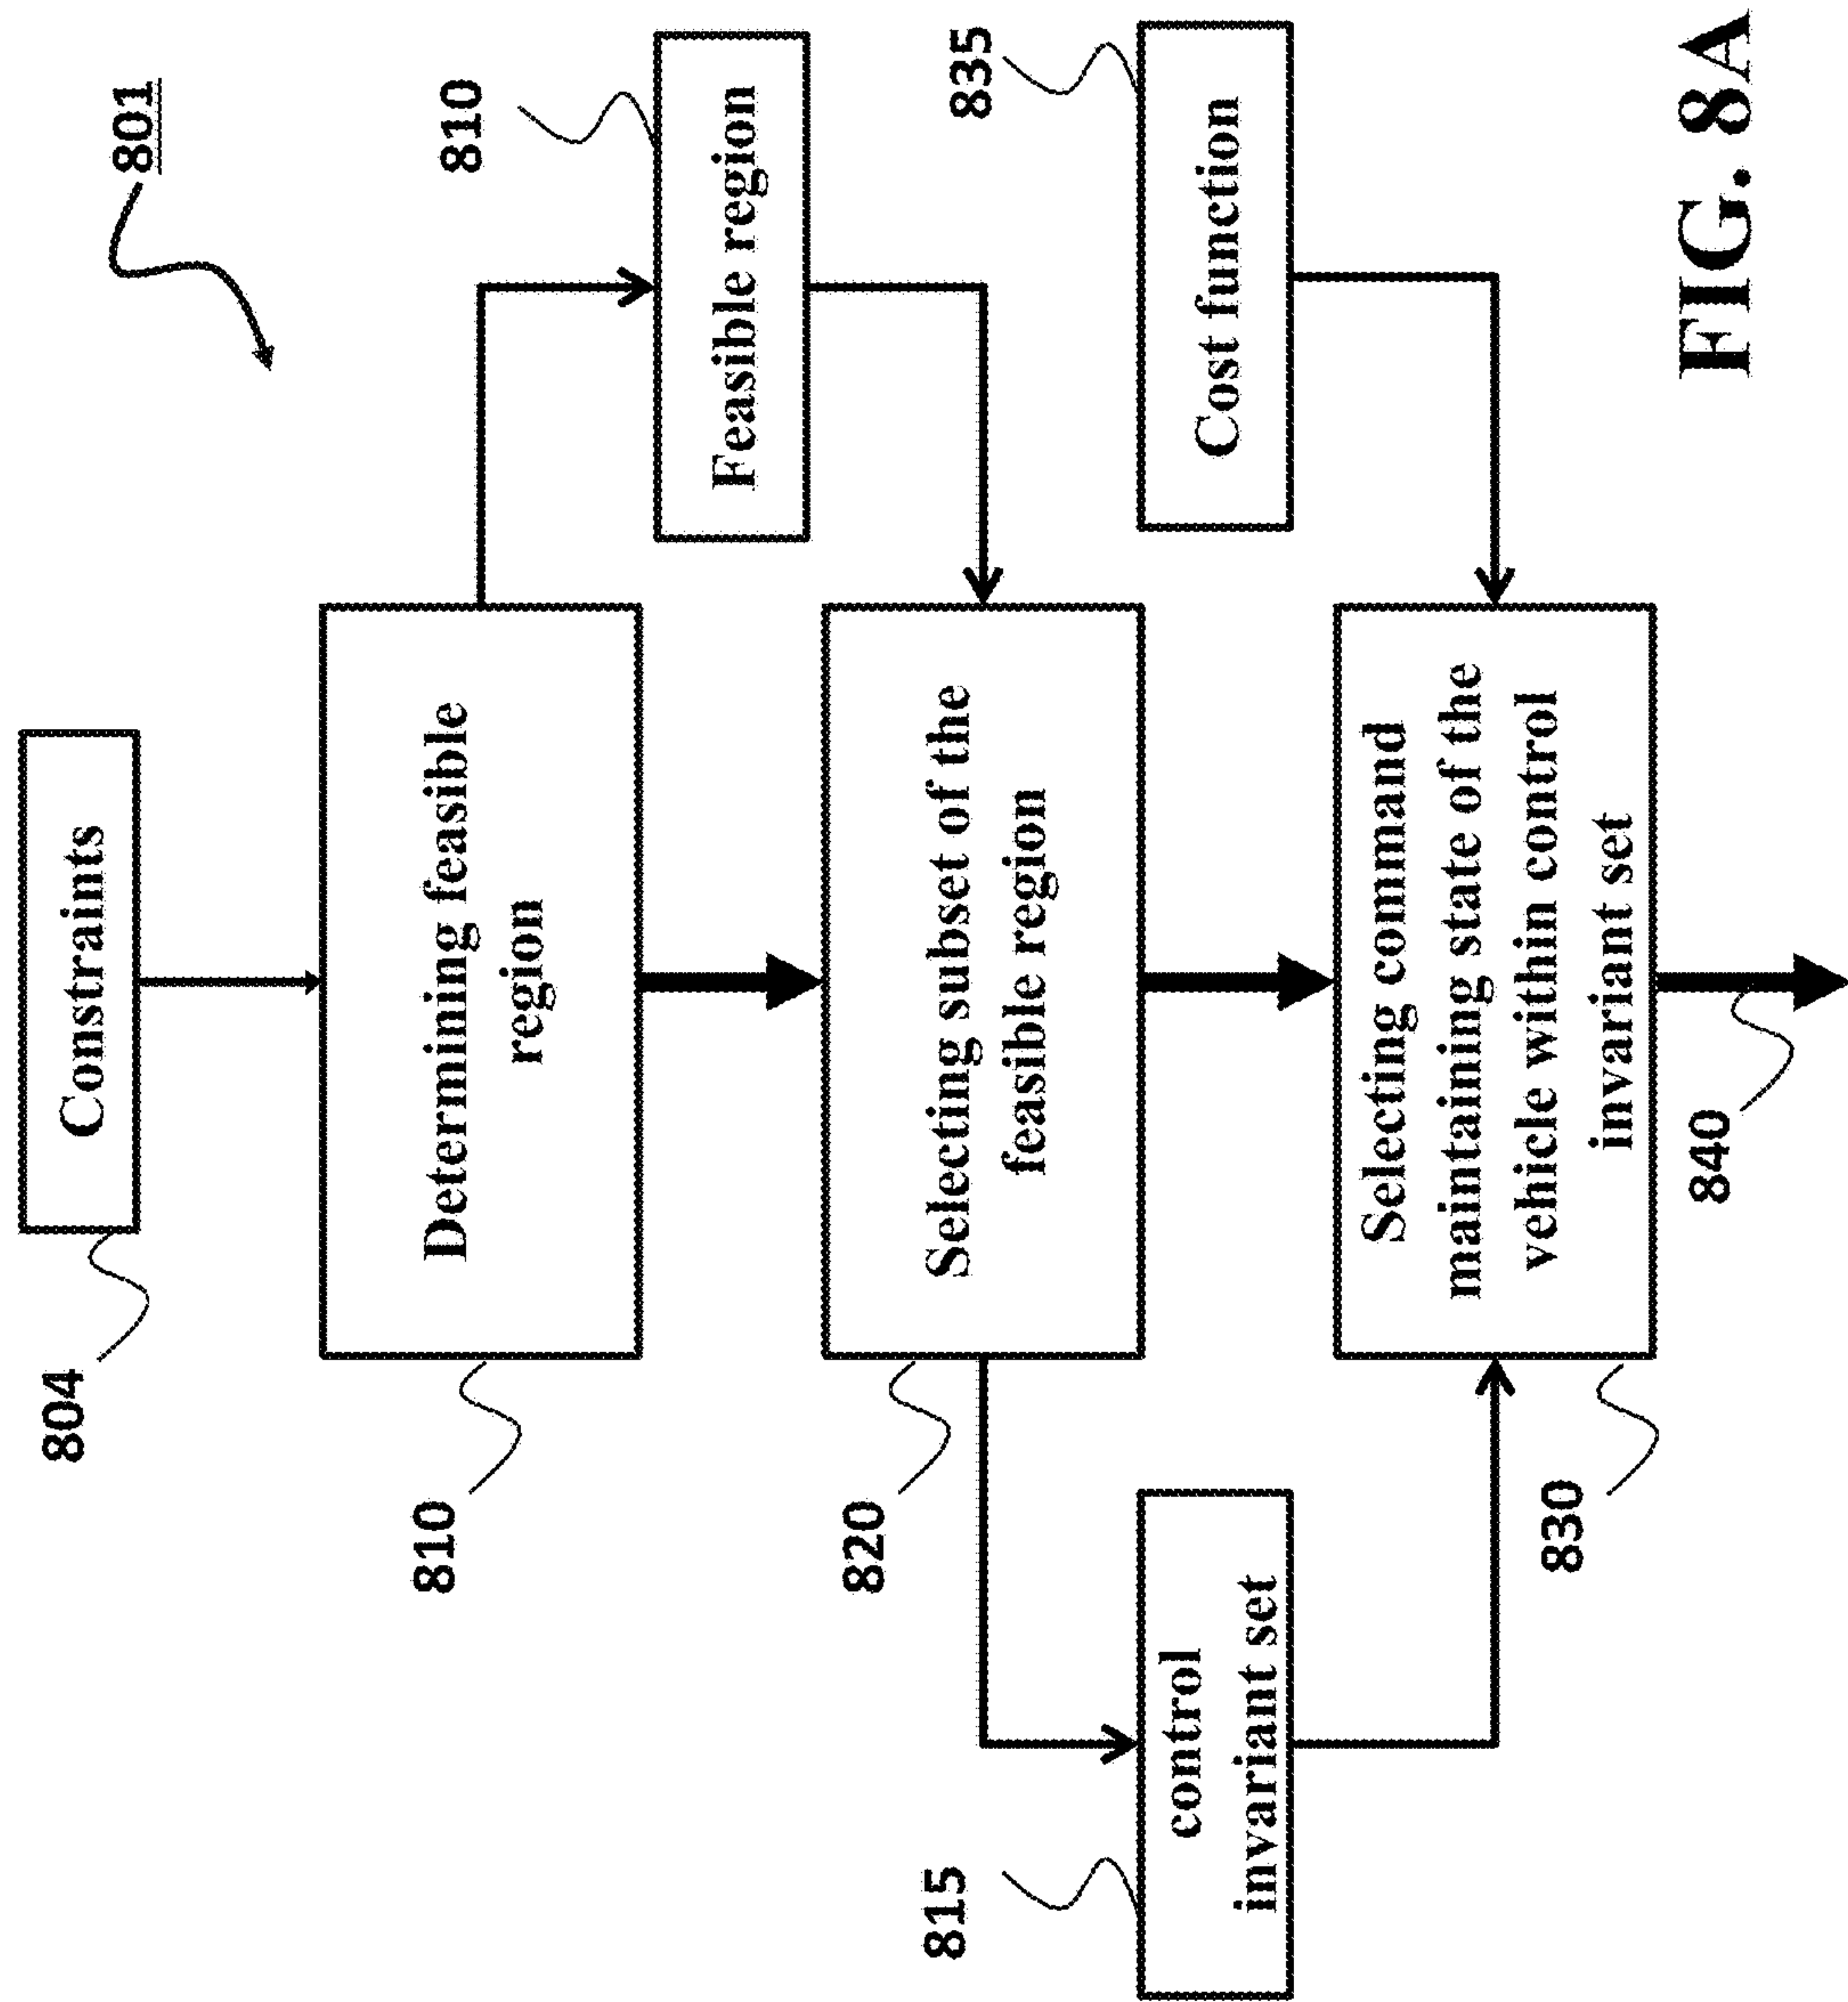 801
804
Constraints
810
Determining feasible
region
810
Feasible region
820
Selecting subset of the
feasible region
815
control
invariant set
835
Cost function
830
Selecting command
maintaining state of the
vehicle within control
invariant set
840
FIG. 8A